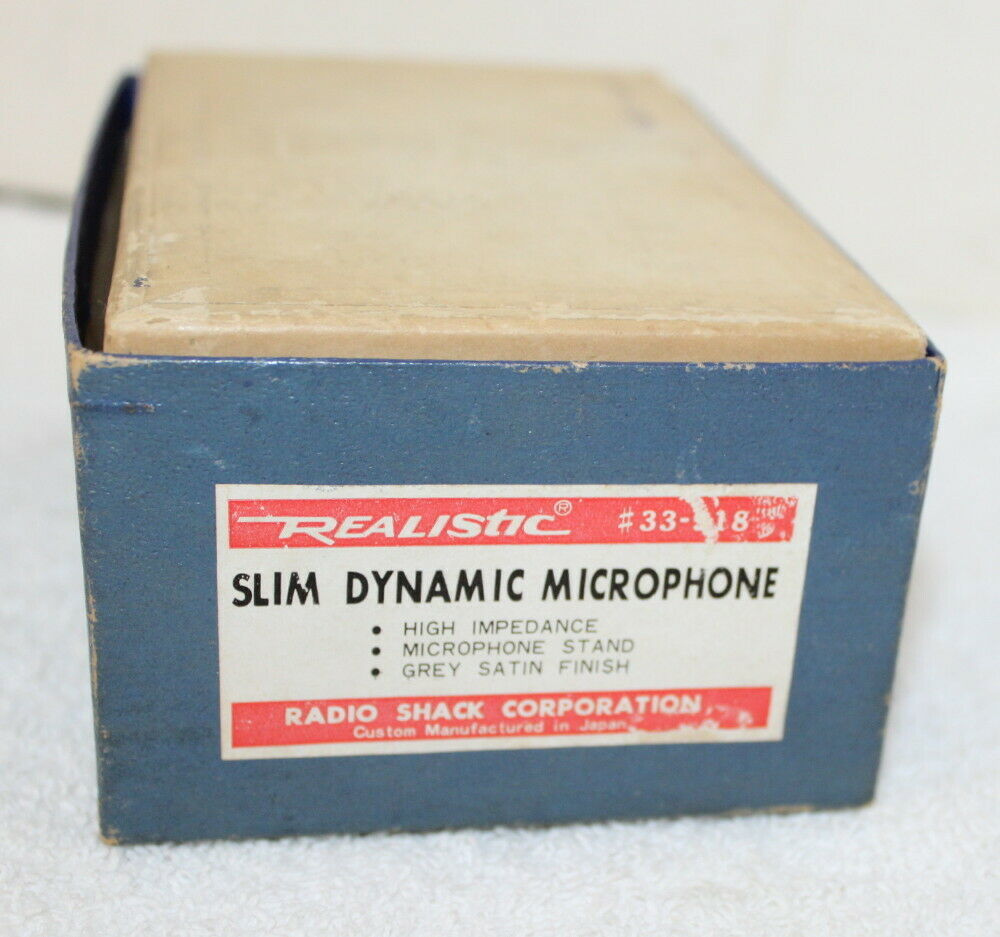 REALISTIC®
SLIM DYNAMIC MICROPHONE
• HIGH IMPEDANCE
• MICROPHONE STAND
• GREY SATIN FINISH
RADIO SHACK CORPORATION
Custom Manufactured in Japan